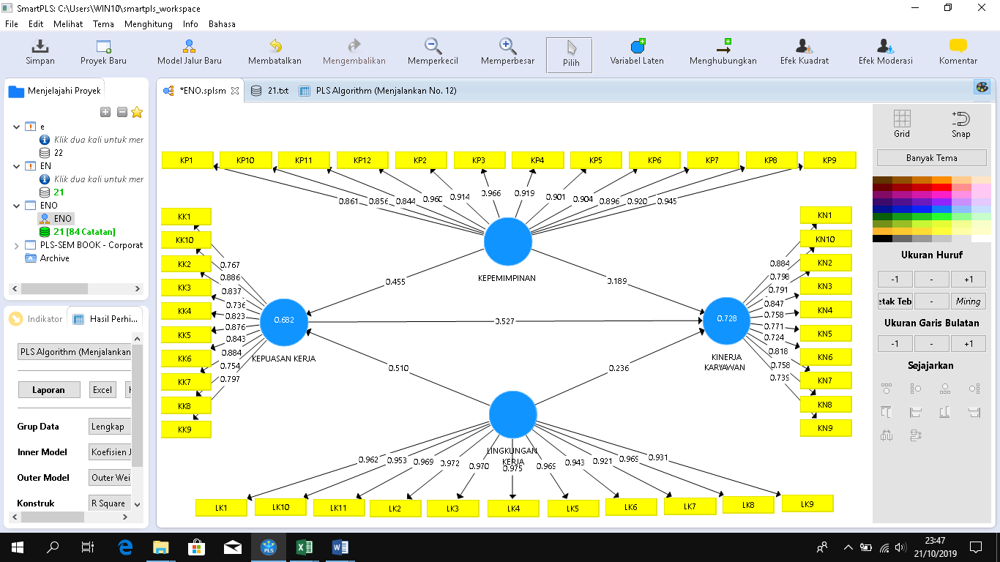 SmartPLS: C:\Users\WIN10\smartpls_workspace
File Edit Melihat Tema Menghitung Info Bahasa
Simpan Proyek Baru Model Jalur Baru Membatalkan Mengembalikan Memperkecil Memperbesar Pilih Variabel Laten Menghubungkan Efek Kuadrat Efek Moderasi Komentar
Menjelajahi Proyek
*ENO.splsm 21.txt PLS Algorithm (Menjalankan No. 12)
e
Klik dua kali untuk mer
22
EN
Klik dua kali untuk mer
21
ENO
ENO
21 [84 Catatan]
PLS-SEM BOOK - Corporat
Archive
Indikator Hasil Perhi...
PLS Algorithm (Menjalankan
Laporan Excel
Grup Data Lengkap
Inner Model Koefisien J
Outer Model Outer Wei
Konstruk R Square
KP1 KP10 KP11 KP12 KP2 KP3 KP4 KP5 KP6 KP7 KP8 KP9
0.861 0.856 0.844 0.960 0.914 0.966 0.919 0.901 0.904 0.896 0.920 0.945
KEPEMIMPINAN
KK1
KK10
KK2
KK3
KK4
KK5
KK6
KK7
KK8
KK9
0.767
0.886
0.837
0.736
0.823
0.876
0.843
0.884
0.754
0.797
0.682
KEPUASAN KERJA
0.455
0.189
0.527
0.510
0.236
0.728
KINERJA
KARYAWAN
0.884
0.798
0.791
0.847
0.758
0.771
0.724
0.818
0.758
0.739
KN1
KN10
KN2
KN3
KN4
KN5
KN6
KN7
KN8
KN9
LINGKUNGAN
KERJA
0.962 0.953 0.969 0.972 0.970 0.975 0.969 0.943 0.921 0.969 0.931
LK1 LK10 LK11 LK2 LK3 LK4 LK5 LK6 LK7 LK8 LK9
Grid Snap
Banyak Tema
Ukuran Huruf
-1 - +1
etak Teb - Miring
Ukuran Garis Bulatan
-1 - +1
Sejajarkan
23:47
21/10/2019